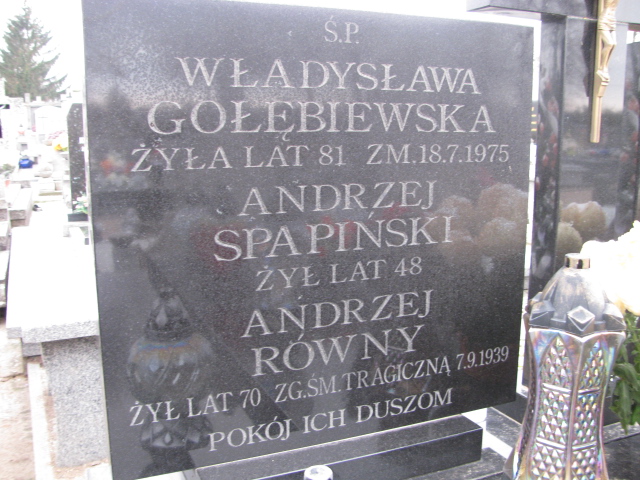 Ś.P.
WŁADYSŁAWA
GOŁĘBIEWSKA
ŻYŁA LAT 81 ZM.18.7.1975
ANDRZEJ
SPAPIŃSKI
ŻYŁ LAT 48
ANDRZEJ
RÓWNY
ŻYŁ LAT 70 ZG.ŚM.TRAGICZNĄ 7.9.1939
POKÓJ ICH DUSZOM